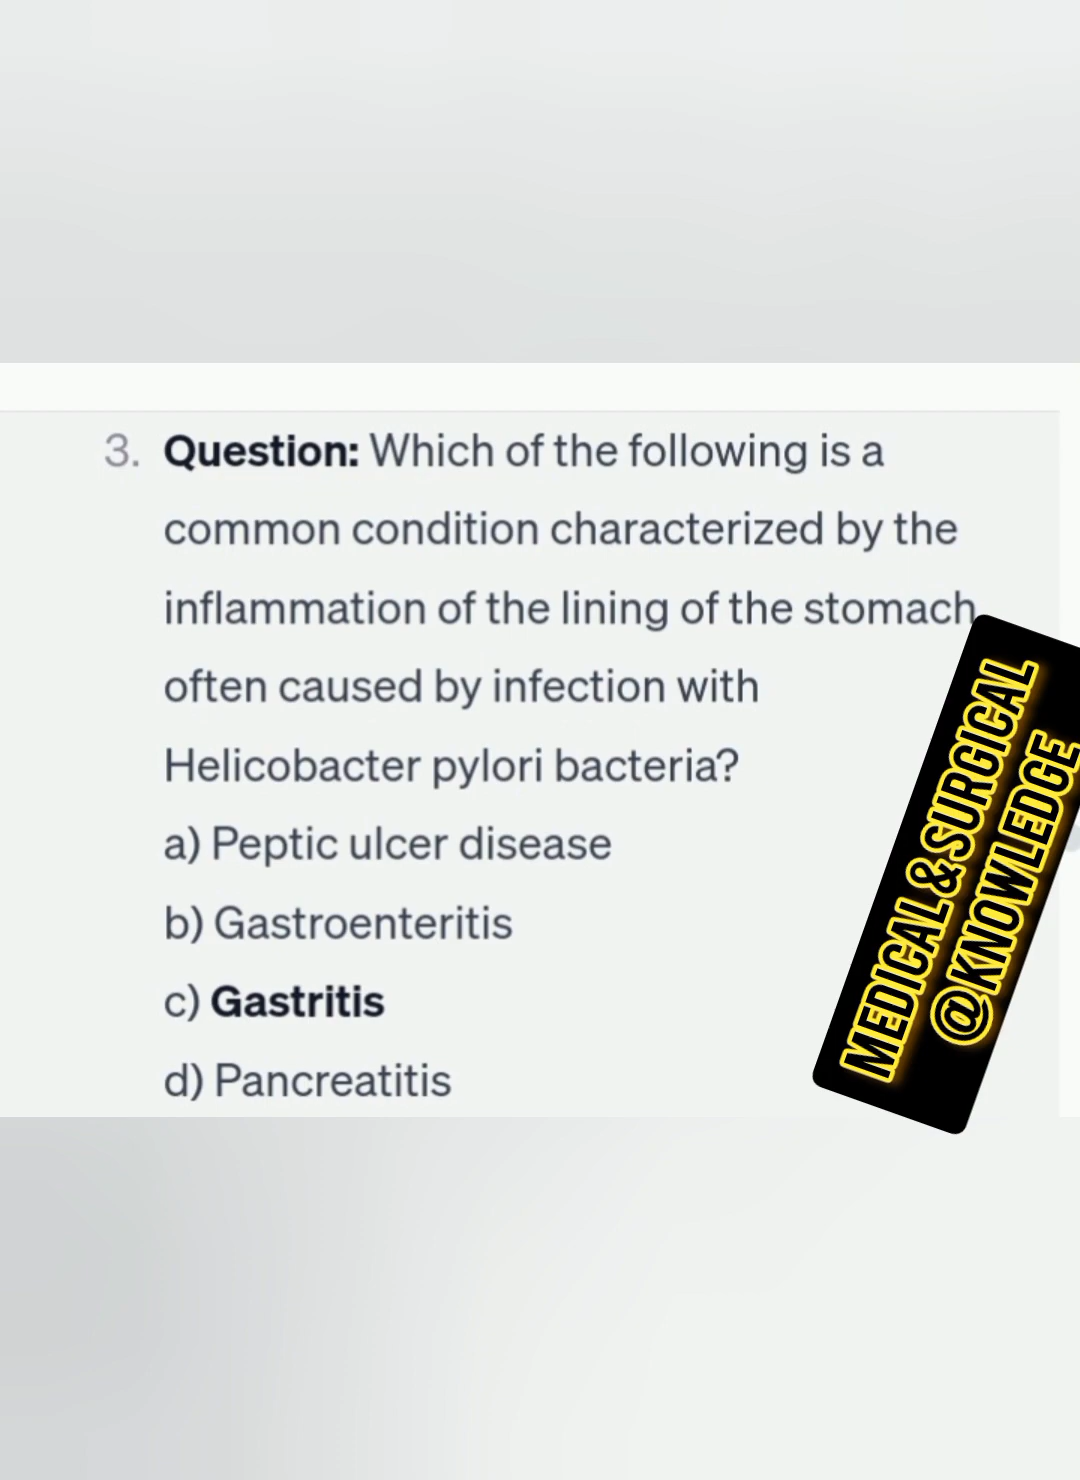 3. Question: Which of the following is a
common condition characterized by the
inflammation of the lining of the stomach
often caused by infection with
Helicobacter pylori bacteria?
a) Peptic ulcer disease
b) Gastroenteritis
c) Gastritis
d) Pancreatitis
MEDICAL & SURGICAL
@KNOWLEDGE